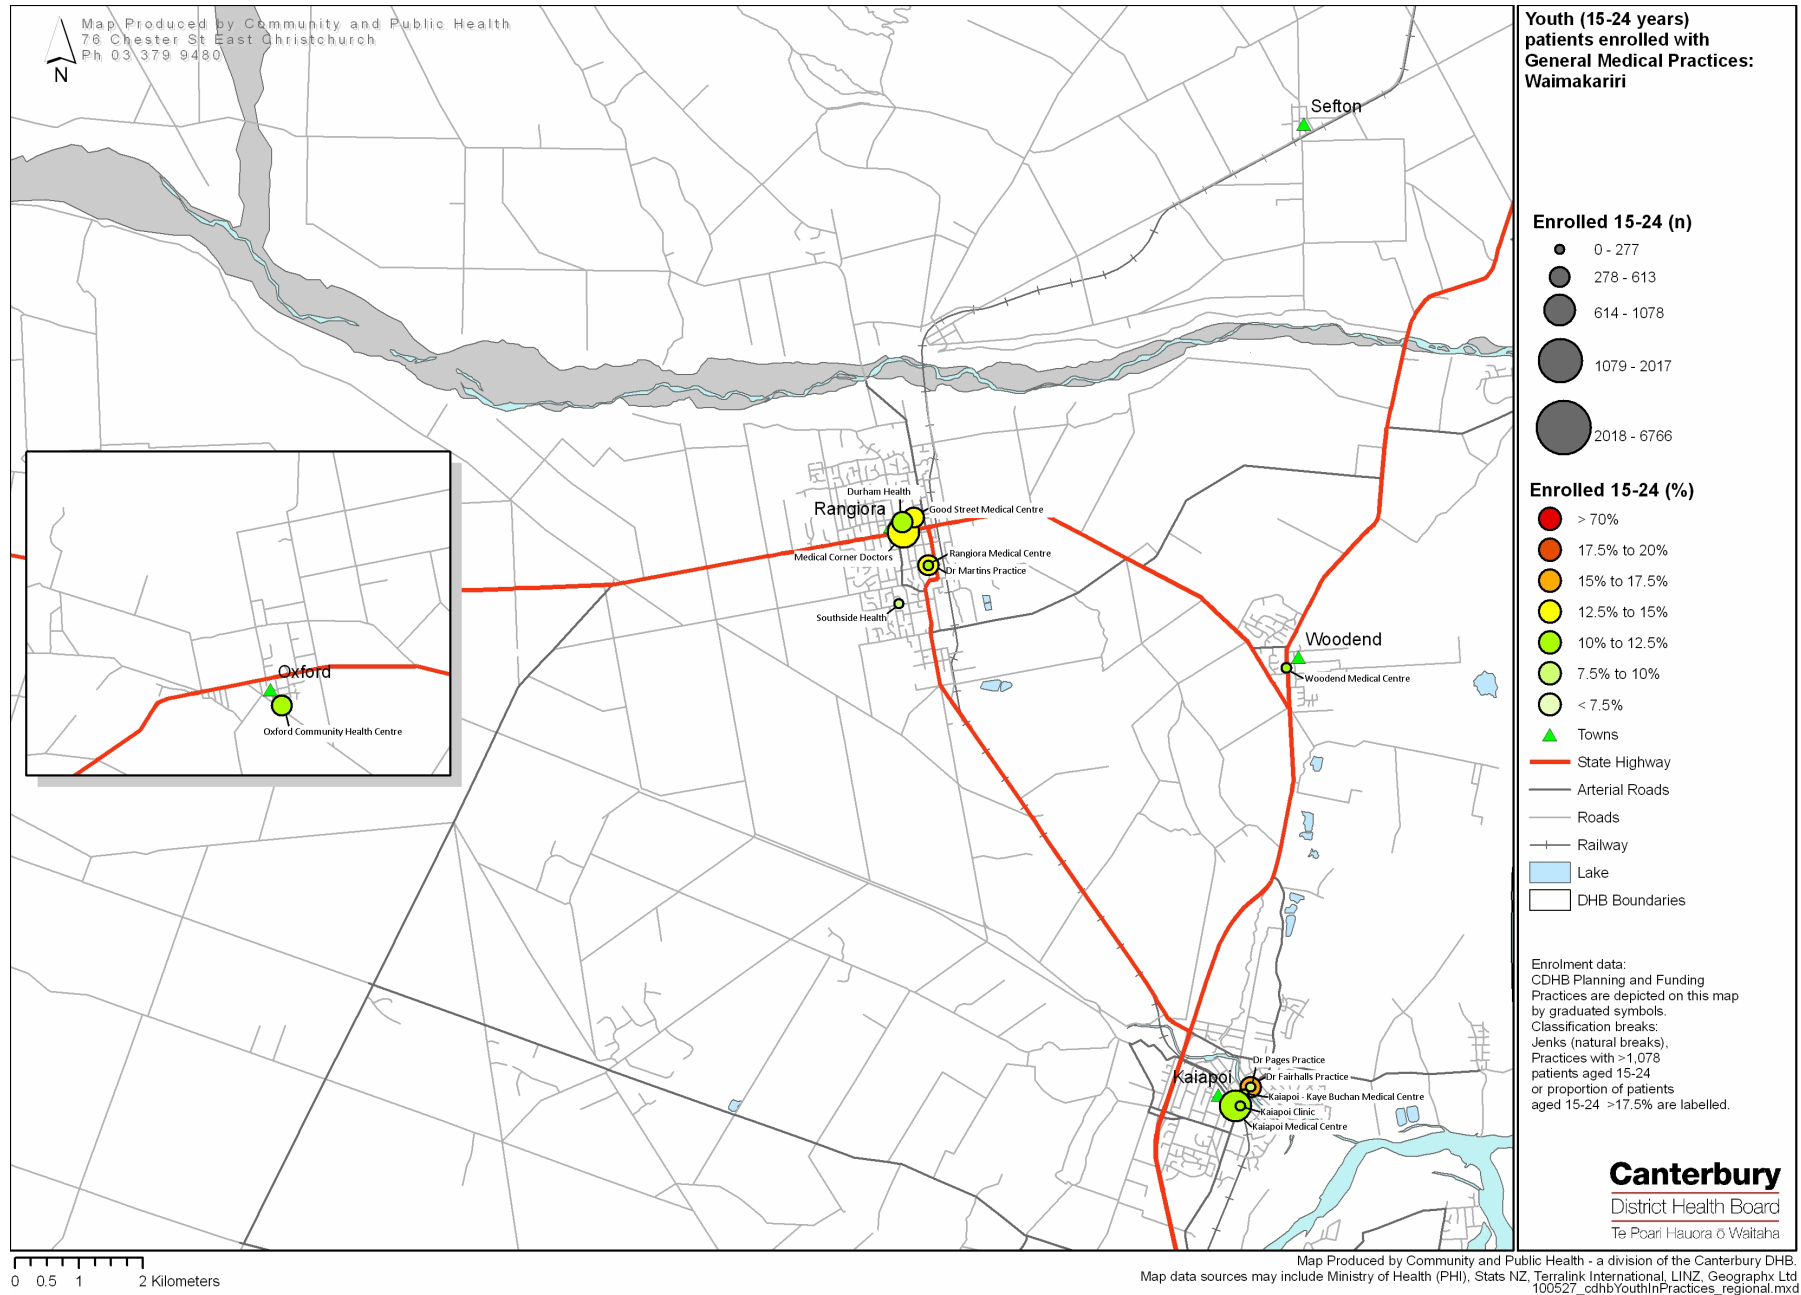 Map Produced by Community and Public Health
76 Chester St East Christchurch
Ph 03 379 9480
N
Sefton
Durham Health
Rangiora
Good Street Medical Centre
Medical Corner Doctors
Rangiora Medical Centre
Dr Martins Practice
Southside Health
Woodend
Woodend Medical Centre
Oxford
Oxford Community Health Centre
Dr Pages Practice
Kaiapoi
Dr Fairhalls Practice
Kaiapoi - Kaye Buchan Medical Centre
Kaiapoi Clinic
Kaiapoi Medical Centre
Youth (15-24 years)
patients enrolled with
General Medical Practices:
Waimakariri
Enrolled 15-24 (n)
0 - 277
278 - 613
614 - 1078
1079 - 2017
2018 - 6766
Enrolled 15-24 (%)
> 70%
17.5% to 20%
15% to 17.5%
12.5% to 15%
10% to 12.5%
7.5% to 10%
< 7.5%
Towns
State Highway
Arterial Roads
Roads
Railway
Lake
DHB Boundaries
Enrolment data:
CDHB Planning and Funding
Practices are depicted on this map
by graduated symbols.
Classification breaks:
Jenks (natural breaks),
Practices with >1,078
patients aged 15-24
or proportion of patients
aged 15-24 >17.5% are labelled.
Canterbury
District Health Board
Te Poari Hauora ō Waitaha
0 0.5 1 2 Kilometers
Map Produced by Community and Public Health - a division of the Canterbury DHB.
Map data sources may include Ministry of Health (PHI), Stats NZ, Terralink International, LINZ, Geographx Ltd
100527_cdhbYouthInPractices_regional.mxd